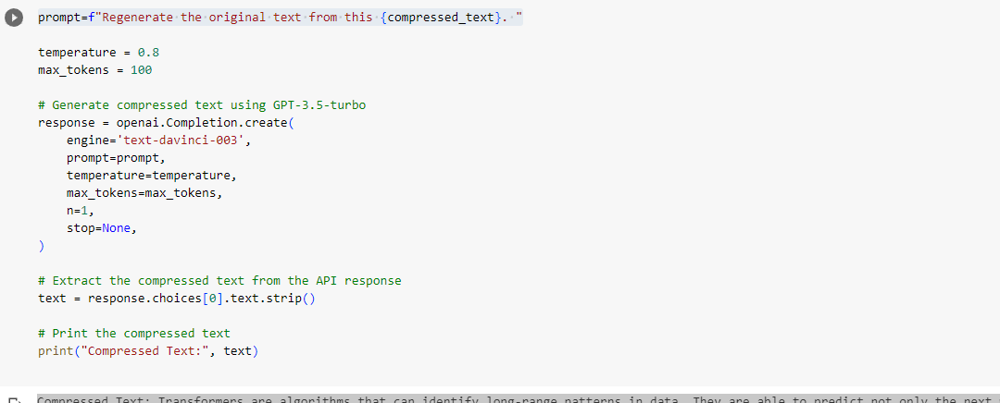 prompt=f"Regenerate the original text from this {compressed_text}. "
temperature = 0.8
max_tokens = 100
# Generate compressed text using GPT-3.5-turbo
response = openai.Completion.create(
    engine='text-davinci-003',
    prompt=prompt,
    temperature=temperature,
    max_tokens=max_tokens,
    n=1,
    stop=None,
)
# Extract the compressed text from the API response
text = response.choices[0].text.strip()
# Print the compressed text
print("Compressed Text:", text)
Compressed Text: Transformers are algorithms that can identify long-range patterns in data. They are able to predict not only the next